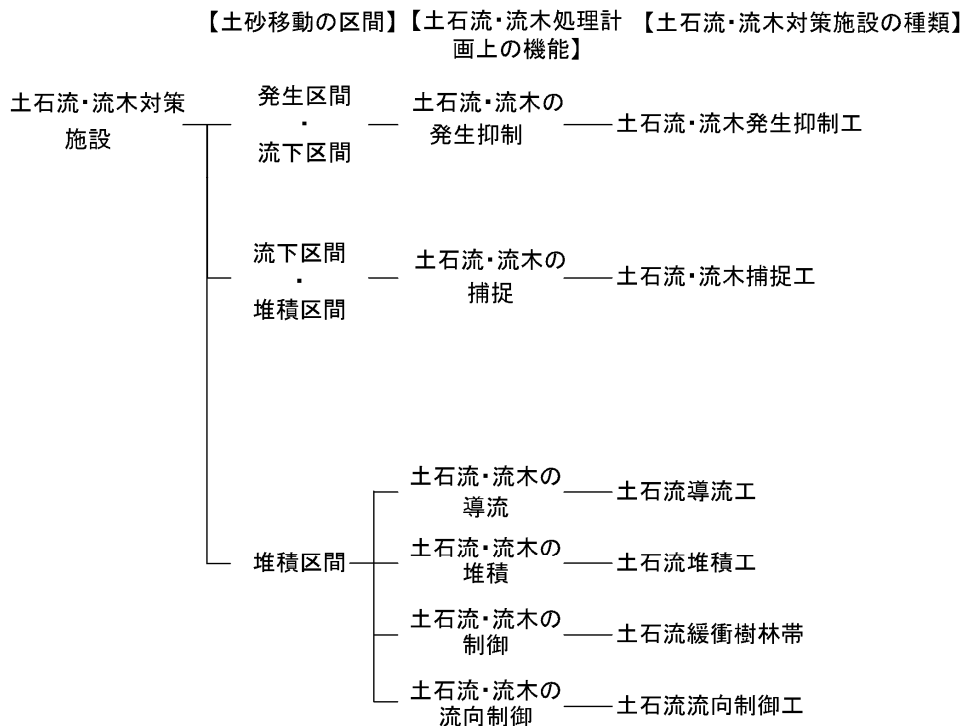 【土砂移動の区間】【土石流・流木処理計
画上の機能】
【土石流・流木対策施設の種類】
土石流・流木対策
施設
発生区間
・
流下区間
土石流・流木の
発生抑制
土石流・流木発生抑制工
流下区間
・
堆積区間
土石流・流木の
捕捉
土石流・流木捕捉工
堆積区間
土石流・流木の
導流
土石流導流工
土石流・流木の
堆積
土石流堆積工
土石流・流木の
制御
土石流緩衝樹林帯
土石流・流木の
流向制御
土石流流向制御工